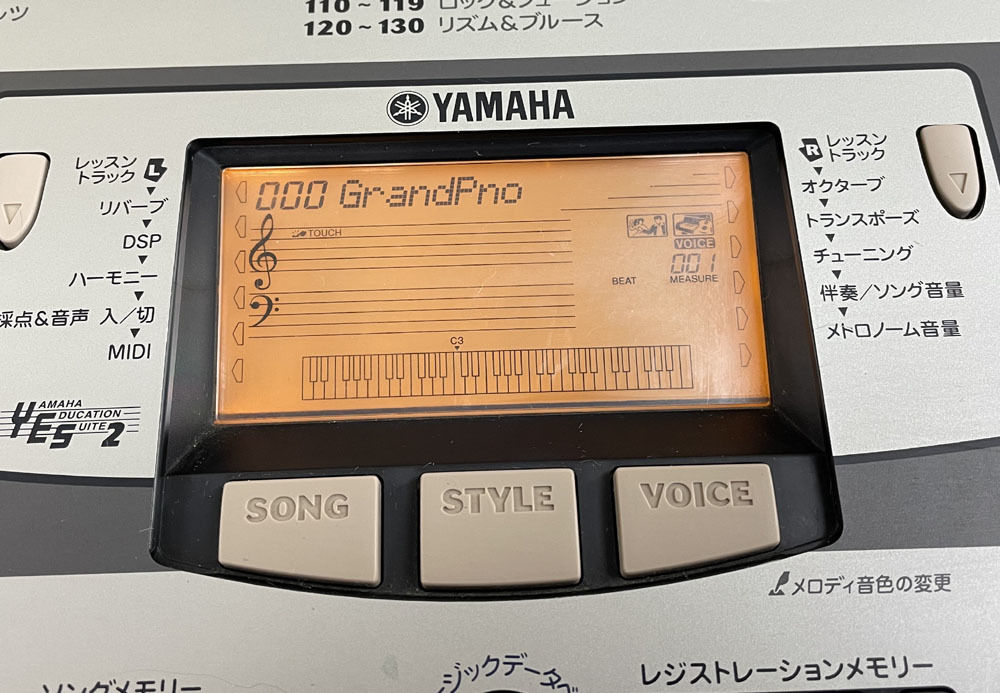 110～119 ロック&フュージョン
120～130 リズム&ブルース
YAMAHA
レッスン
トラック L
リバーブ
DSP
ハーモニー
採点&音声 入／切
MIDI
YAMAHA
EDUCATION
SUITE 2
000 GrandPno
TOUCH
VOICE
001
BEAT MEASURE
C3
R レッスン
トラック
オクターブ
トランスポーズ
チューニング
伴奏／ソング音量
メトロノーム音量
SONG STYLE VOICE
メロディ音色の変更
ソングメモリー
ジックデータ
レジストレーションメモリー